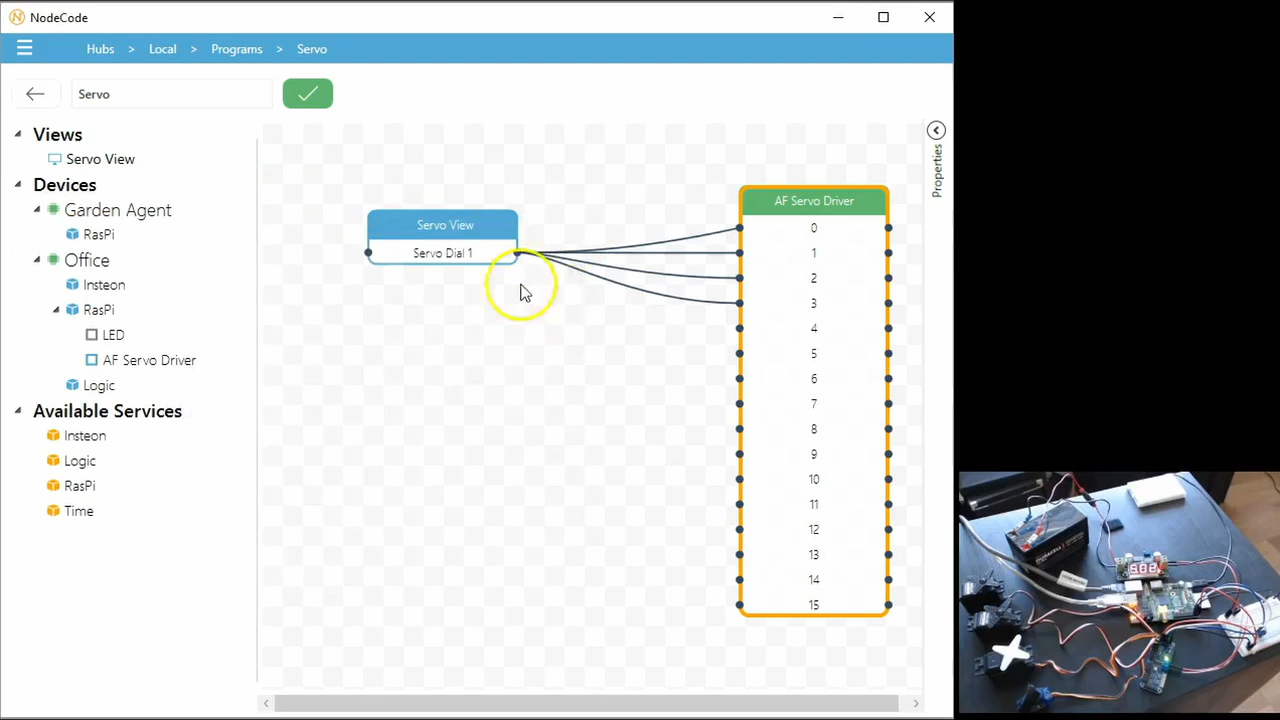 NodeCode
Hubs > Local > Programs > Servo
Servo
Views
Servo View
Devices
Garden Agent
RasPi
Office
Insteon
RasPi
LED
AF Servo Driver
Logic
Available Services
Insteon
Logic
RasPi
Time
Servo View
Servo Dial 1
AF Servo Driver
0
1
2
3
4
5
6
7
8
9
10
11
12
13
14
15
Properties
DURACELL